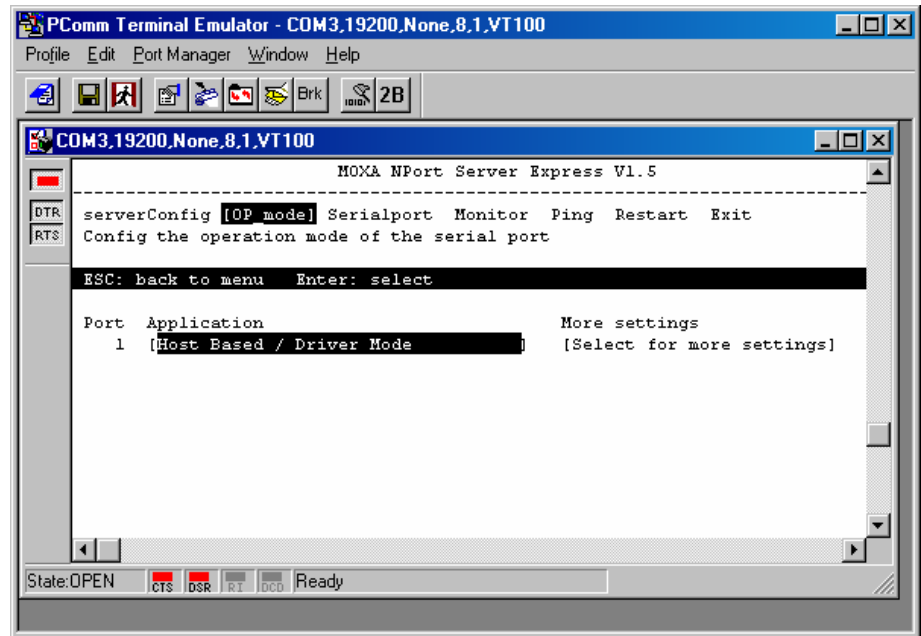 PComm Terminal Emulator - COM3,19200,None,8,1,VT100
Profile Edit Port Manager Window Help
Brk 2B
COM3,19200,None,8,1,VT100
MOXA NPort Server Express V1.5
DTR
RTS
serverConfig [OP_mode] Serialport Monitor Ping Restart Exit
Config the operation mode of the serial port
ESC: back to menu Enter: select
Port Application More settings
1 [Host Based / Driver Mode ] [Select for more settings]
State:OPEN CTS DSR RI DCD Ready